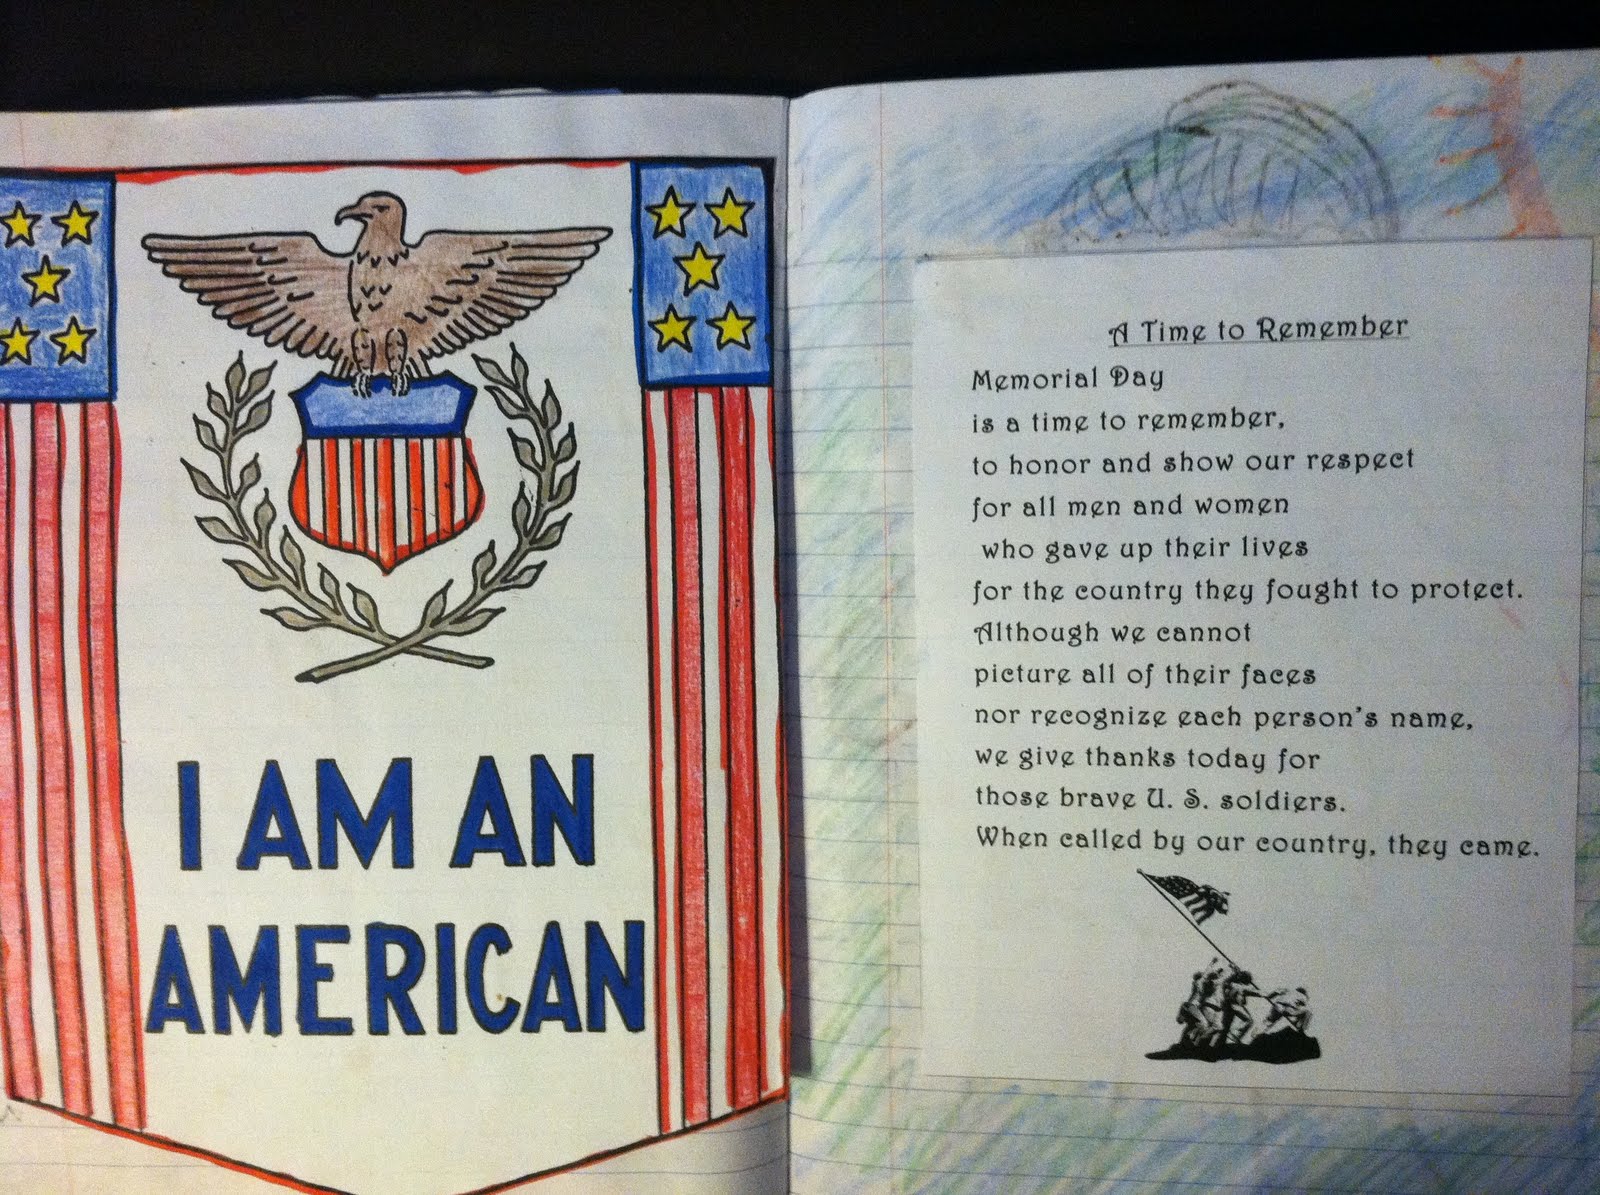 I AM AN
AMERICAN
A Time to Remember
Memorial Day
is a time to remember,
to honor and show our respect
for all men and women
who gave up their lives
for the country they fought to protect.
Although we cannot
picture all of their faces
nor recognize each person's name,
we give thanks today for
those brave U. S. soldiers.
When called by our country, they came.